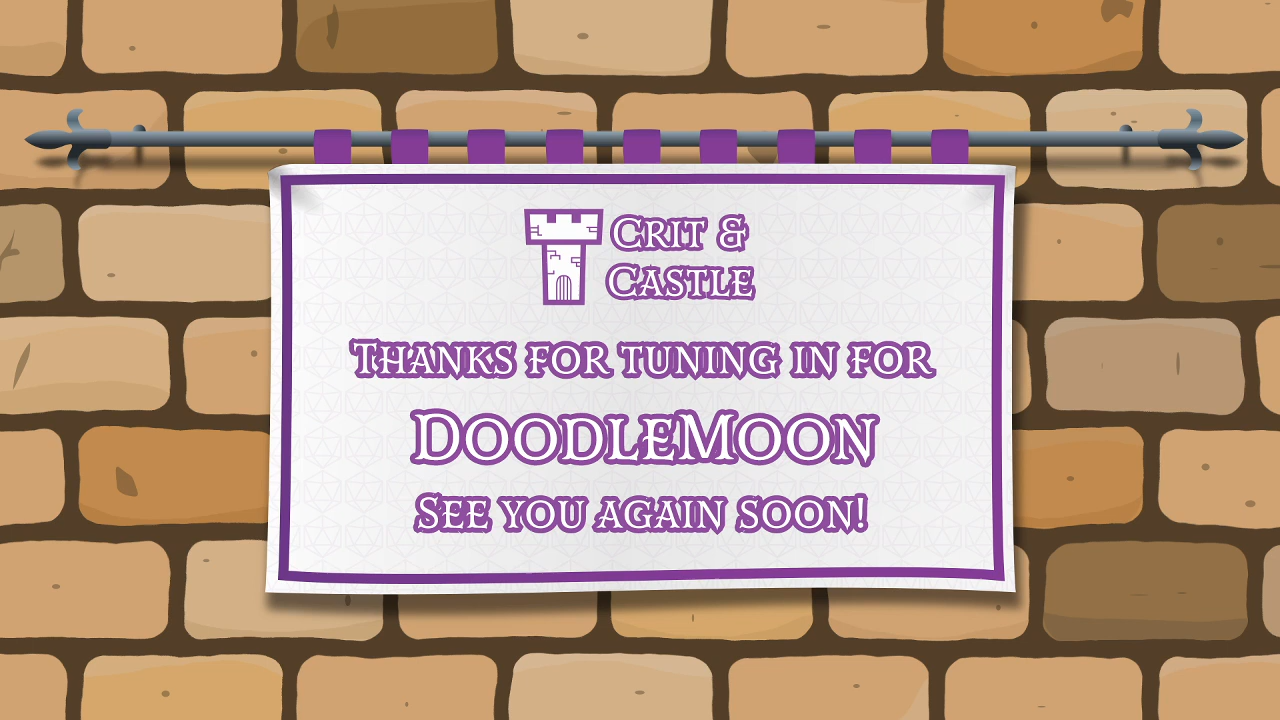 Crit &
Castle
Thanks for tuning in for
DoodleMoon
See you again soon!